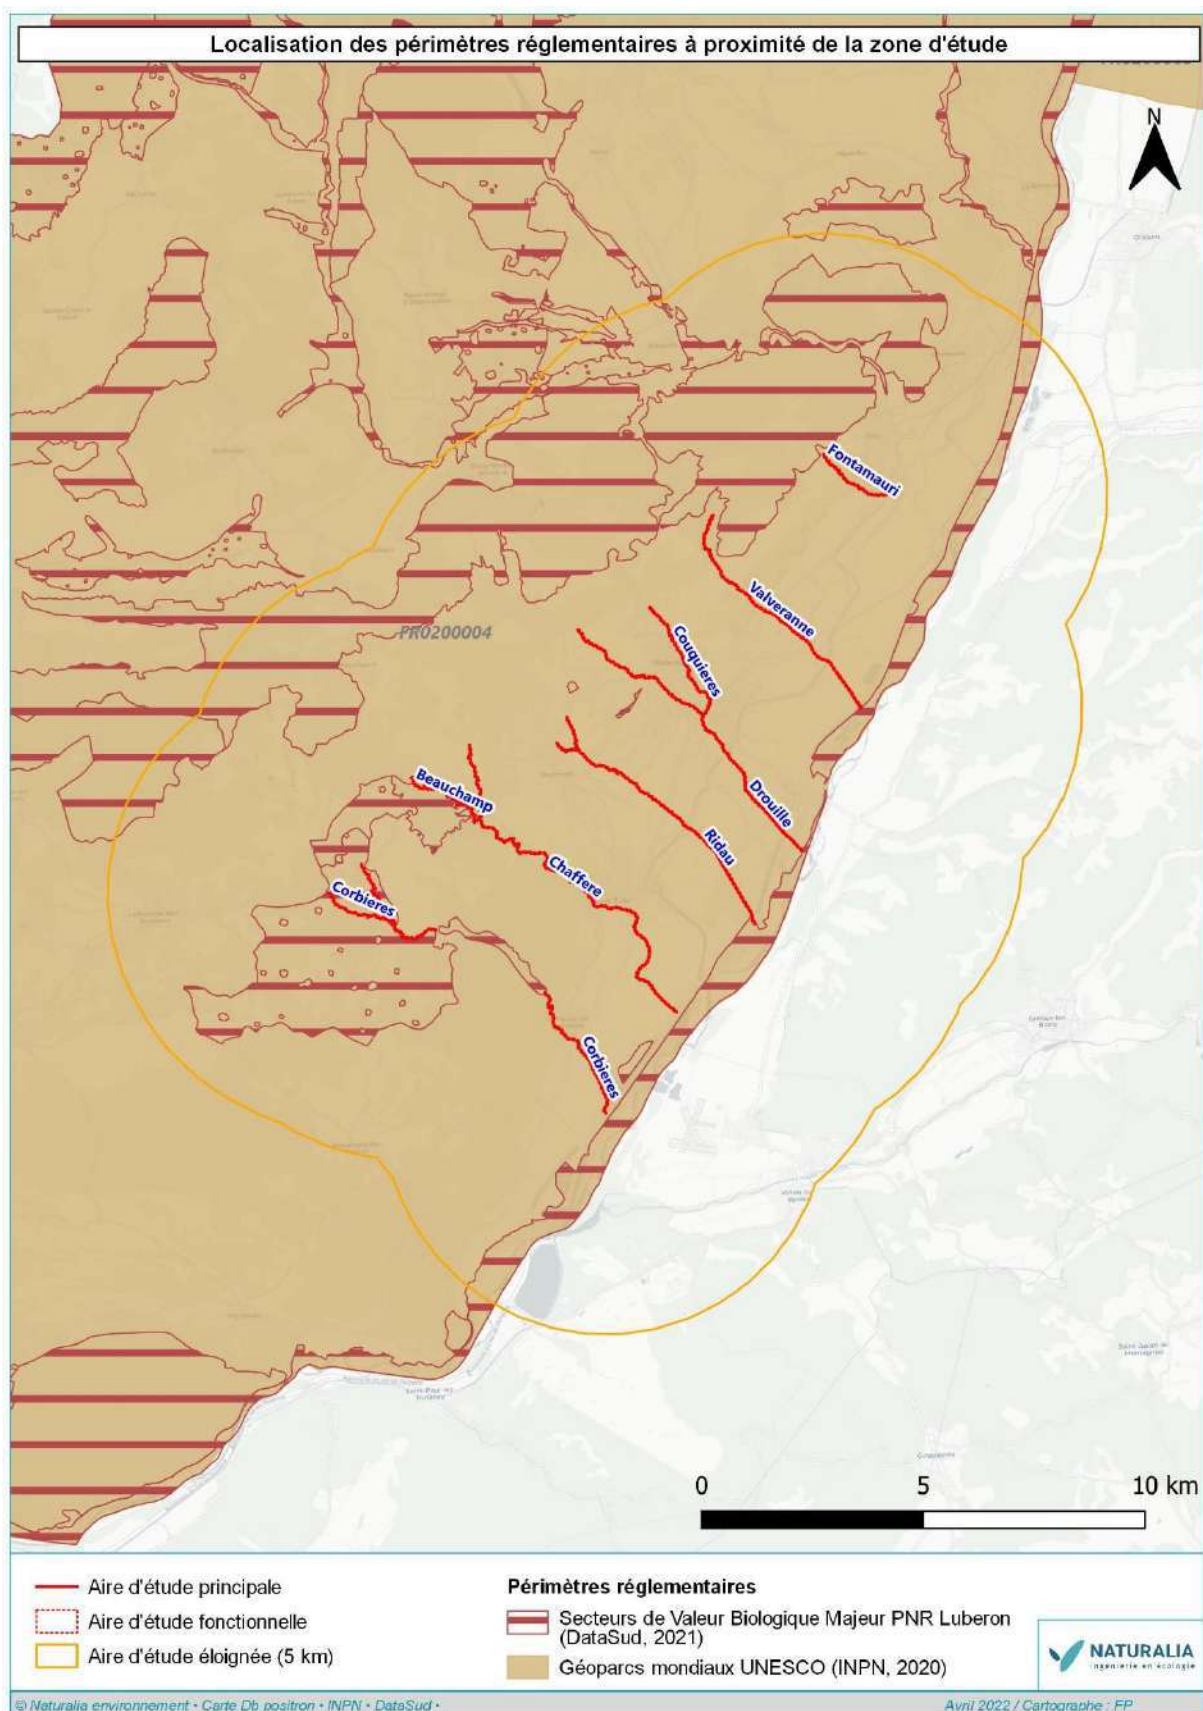 Localisation des périmètres réglementaires à proximité de la zone d'étude
N
Fontamauri
Valveranne
Couquieres
PR0200004
Beauchamp
Drouille
Ridau
Chaffere
Corbieres
Corbieres
0 5 10 km
Aire d'étude principale
Aire d'étude fonctionnelle
Aire d'étude éloignée (5 km)
Périmètres réglementaires
Secteurs de Valeur Biologique Majeur PNR Luberon
(DataSud, 2021)
Géoparcs mondiaux UNESCO (INPN, 2020)
NATURALIA
Ingénierie en écologie
© Naturalia environnement • Carte Db positron • INPN • DataSud •
Avril 2022 / Cartographe : FP